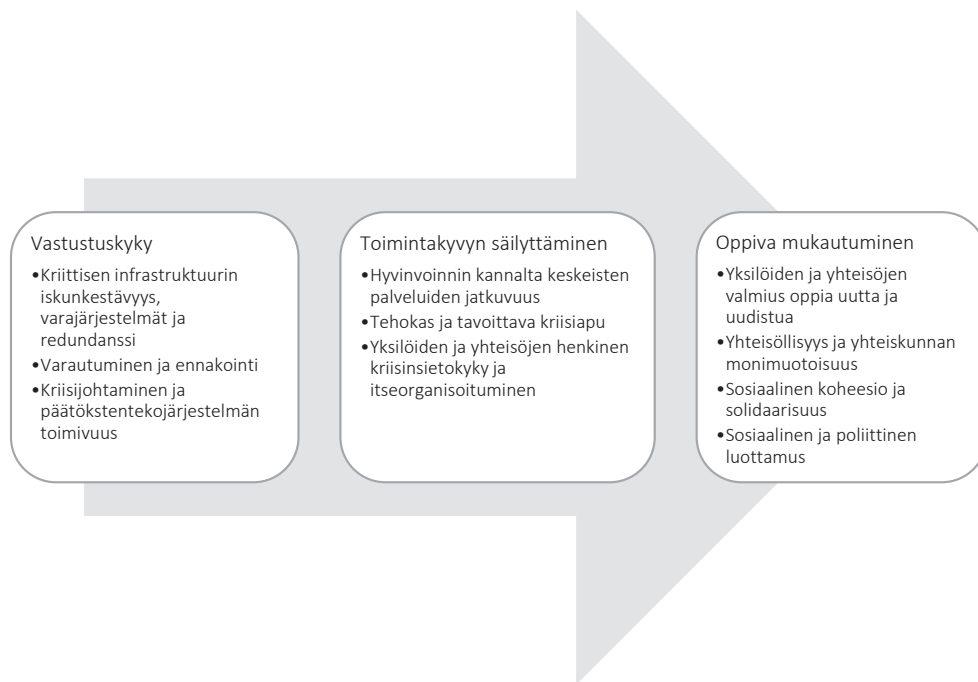 Vastustuskyky
•Kriittisen infrastruktuurin
iskunkestävyys,
varajärjestelmät ja
redundanssi
•Varautuminen ja ennakointi
•Kriisijohtaminen ja
päätökstentekojärjestelmän
toimivuus
Toimintakyvyn säilyttäminen
•Hyvinvoinnin kannalta keskeisten
palveluiden jatkuvuus
•Tehokas ja tavoittava kriisiapu
•Yksilöiden ja yhteisöjen henkinen
kriisinsietokyky ja
itseorganisoituminen
Oppiva mukautuminen
•Yksilöiden ja yhteisöjen
valmius oppia uutta ja
uudistua
•Yhteisöllisyys ja yhteiskunnan
monimuotoisuus
•Sosiaalinen koheesio ja
solidaarisuus
•Sosiaalinen ja poliittinen
luottamus